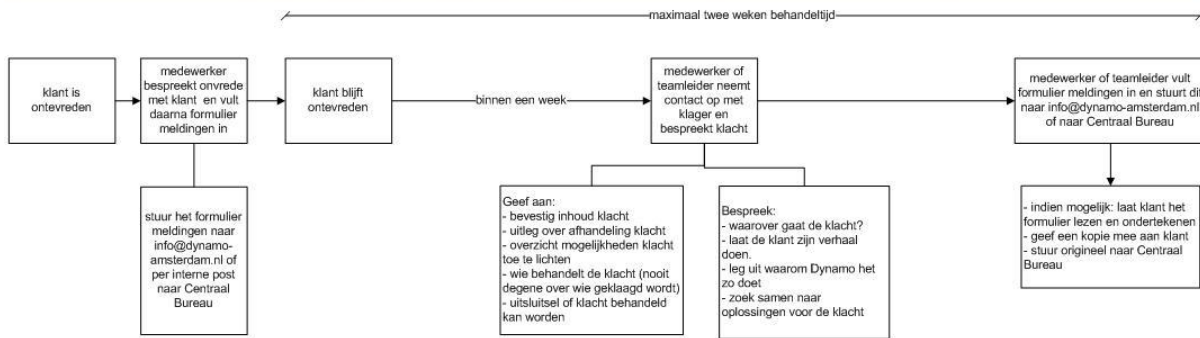 maximaal twee weken behandeltijd
klant is
ontevreden
medewerker
bespreekt onvrede
met klant en vult
daarna formulier
meldingen in
klant blijft
ontevreden
binnen een week
medewerker of
teamleider neemt
contact op met
klager en
bespreekt klacht
medewerker of teamleider vult
formulier meldingen in en stuurt dit
naar info@dynamo-amsterdam.nl
of naar Centraal Bureau
stuur het formulier
meldingen naar
info@dynamo-
amsterdam.nl of
per interne post
naar Centraal
Bureau
Geef aan:
- bevestig inhoud klacht
- uitleg over afhandeling klacht
- overzicht mogelijkheden klacht
toe te lichten
- wie behandelt de klacht (nooit
degene over wie geklaagd wordt)
- uitsluitsel of klacht behandeld
kan worden
Bespreek:
- waarover gaat de klacht?
- laat de klant zijn verhaal
doen.
- leg uit waarom Dynamo het
zo doet
- zoek samen naar
oplossingen voor de klacht
- indien mogelijk: laat klant het
formulier lezen en ondertekenen
- geef een kopie mee aan klant
- stuur origineel naar Centraal
Bureau